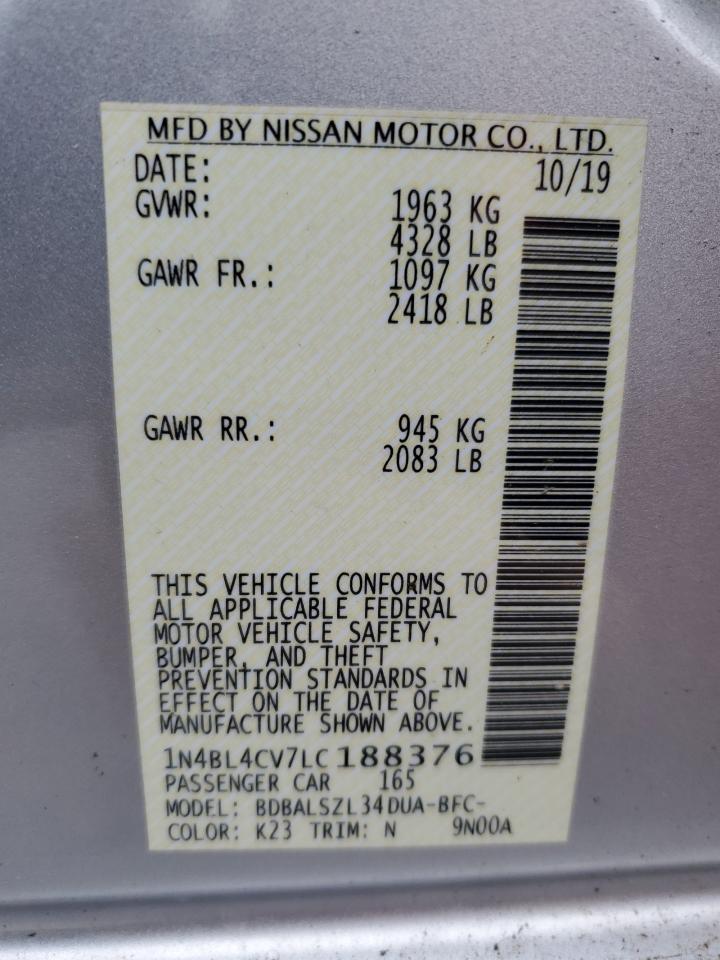 MFD BY NISSAN MOTOR CO., LTD.
DATE: 10/19
GVWR: 1963 KG
4328 LB
GAWR FR.: 1097 KG
2418 LB
GAWR RR.: 945 KG
2083 LB
THIS VEHICLE CONFORMS TO
ALL APPLICABLE FEDERAL
MOTOR VEHICLE SAFETY,
BUMPER, AND THEFT
PREVENTION STANDARDS IN
EFFECT ON THE DATE OF
MANUFACTURE SHOWN ABOVE.
1N4BL4CV7LC188376
PASSENGER CAR 165
MODEL: BDBALSZL34DUA-BFC-
COLOR: K23 TRIM: N 9N00A